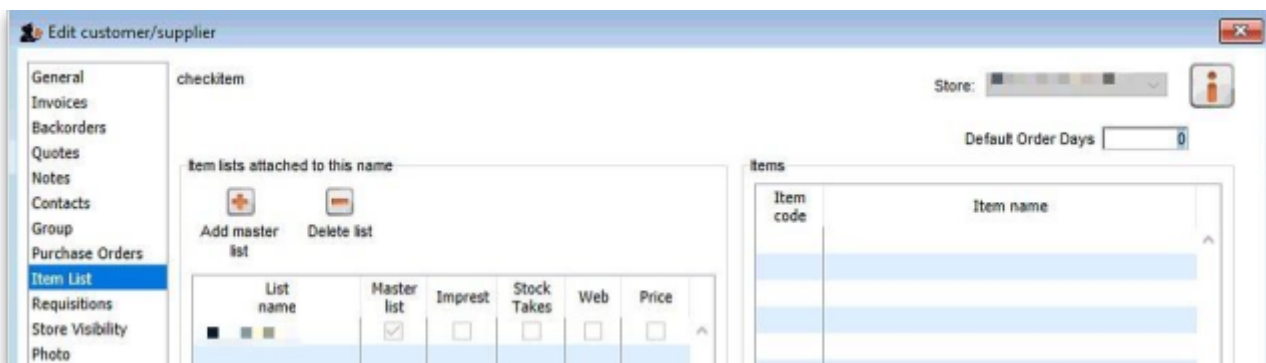 Edit customer/supplier
General
Invoices
Backorders
Quotes
Notes
Contacts
Group
Purchase Orders
Item List
Requisitions
Store Visibility
Photo
checkitem
Store:
Default Order Days 0
Item lists attached to this name
Add master
list
Delete list
List
name
Master
list
Imprest
Stock
Takes
Web
Price
Items
Item
code
Item name